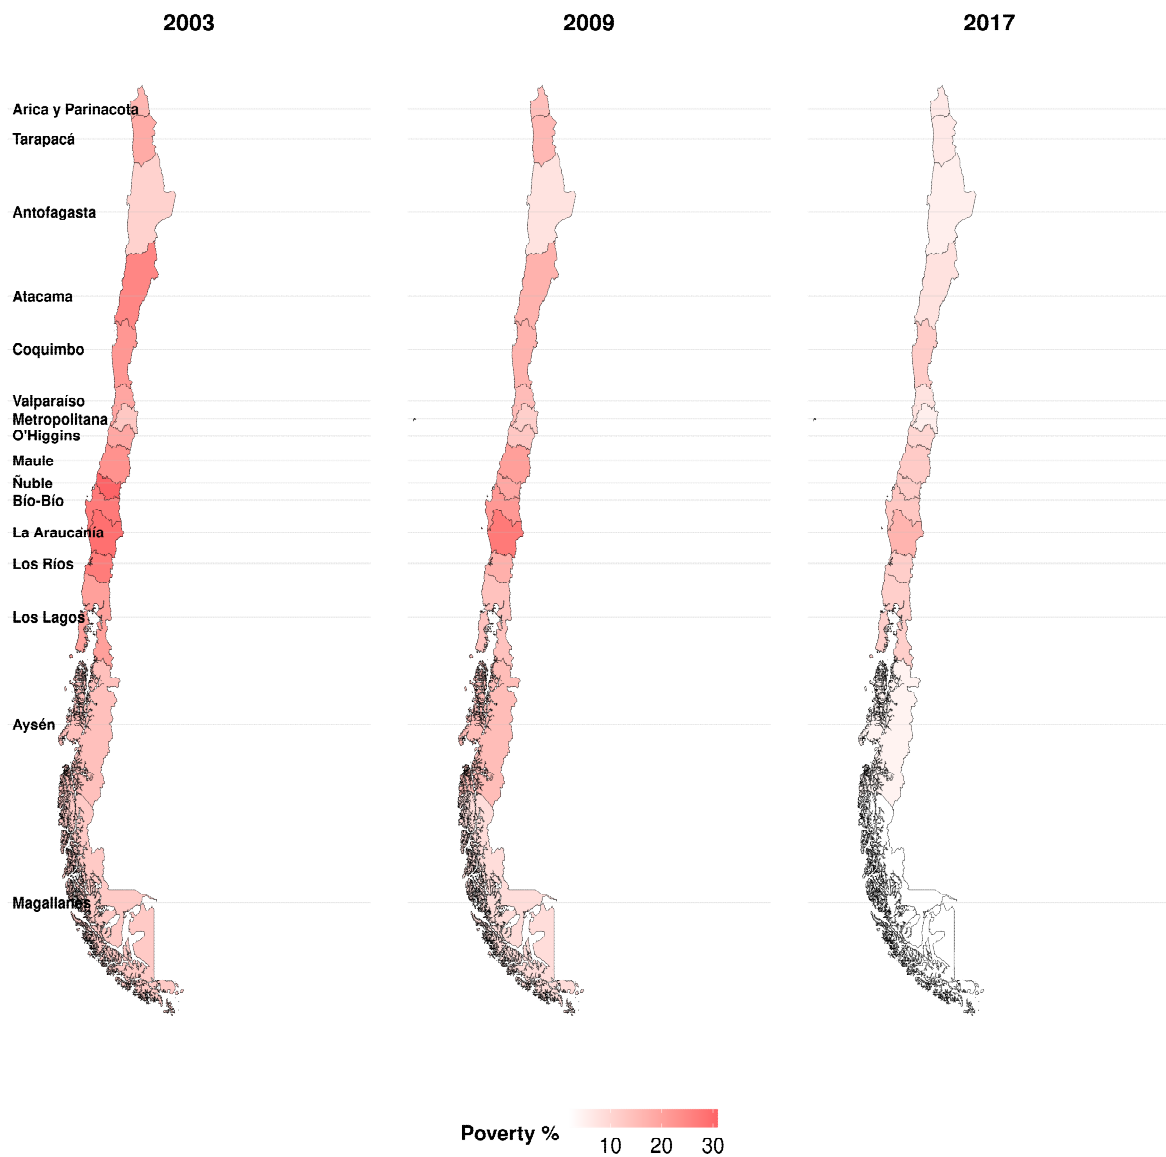 2003 2009 2017
Arica y Parinacota
Tarapacá
Antofagasta
Atacama
Coquimbo
Valparaíso
Metropolitana
O'Higgins
Maule
Ñuble
Bío-Bío
La Araucanía
Los Ríos
Los Lagos
Aysén
Magallanes
Poverty %
10 20 30